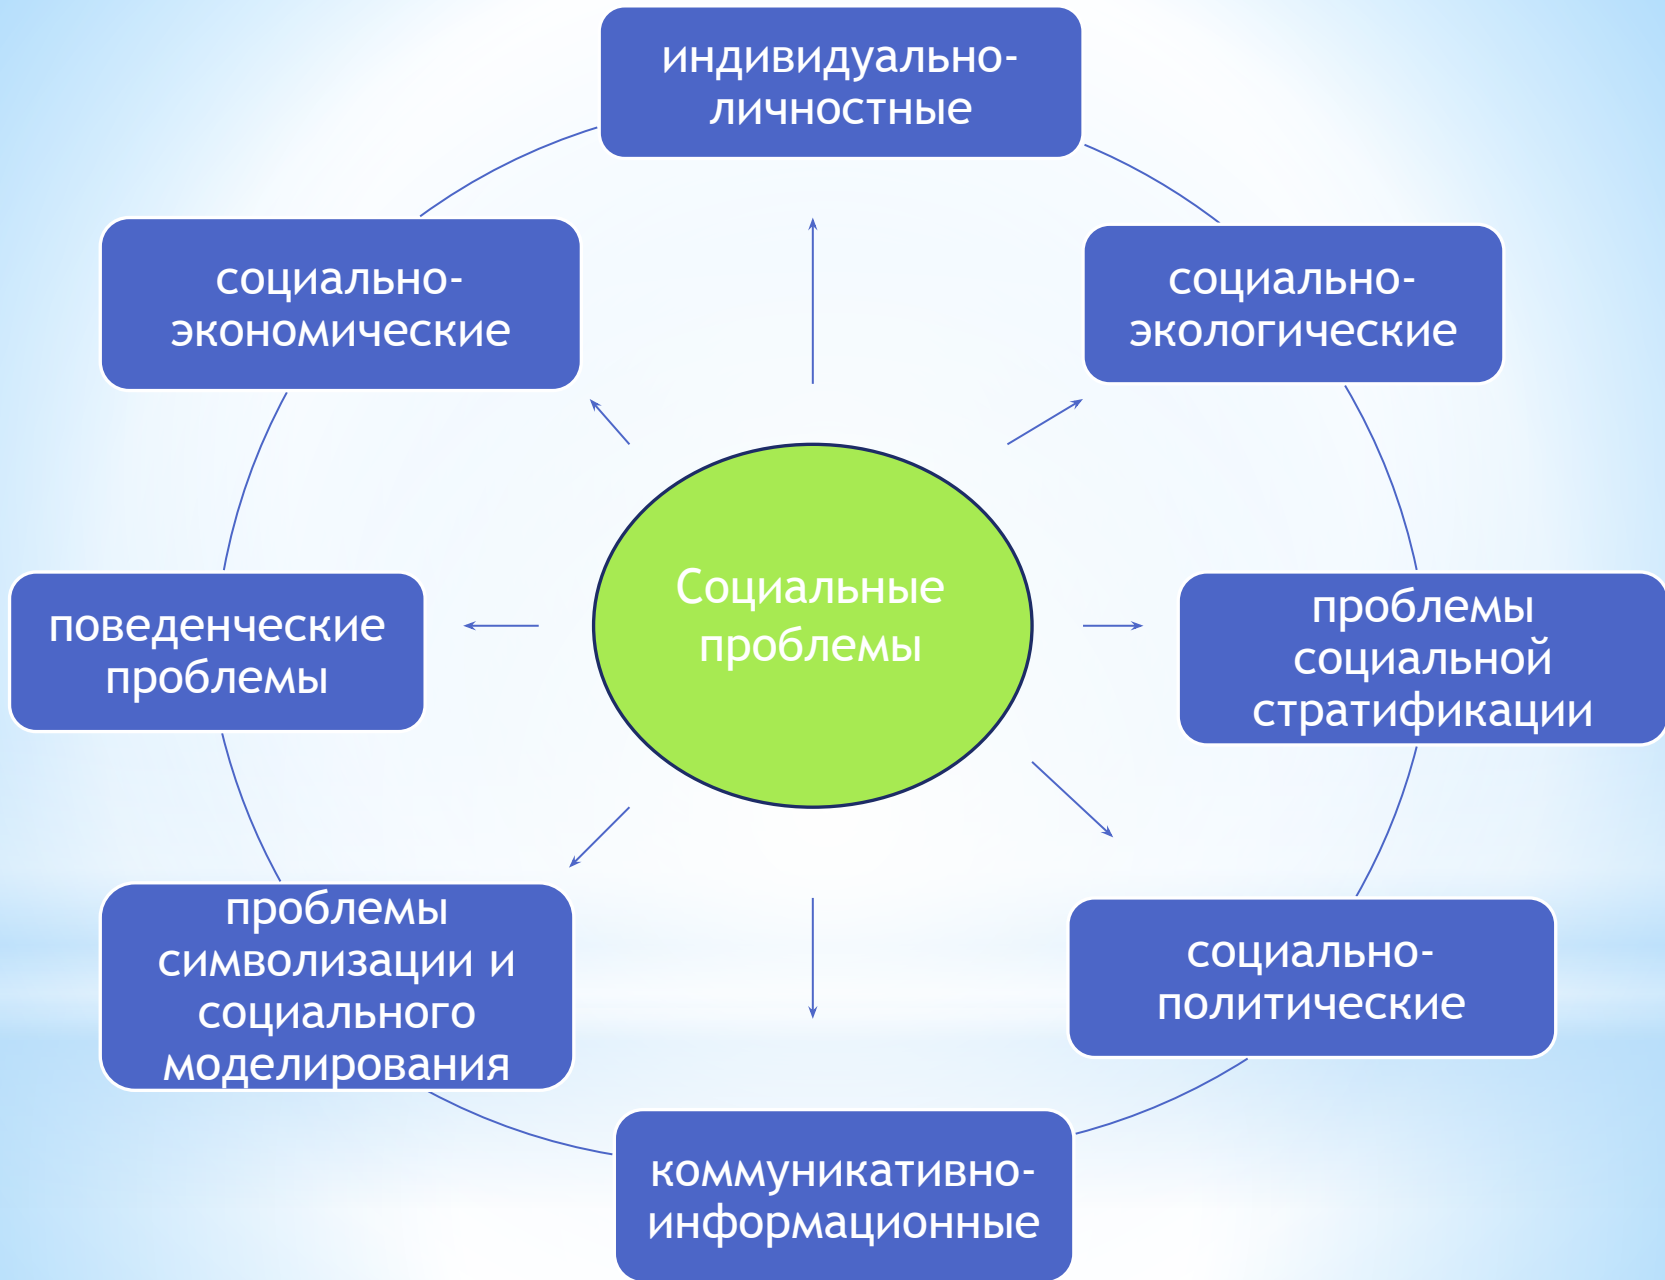 индивидуально-
личностные
социально-
экономические
социально-
экологические
Социальные
проблемы
поведенческие
проблемы
проблемы
социальной
стратификации
проблемы
символизации и
социального
моделирования
социально-
политические
коммуникативно-
информационные